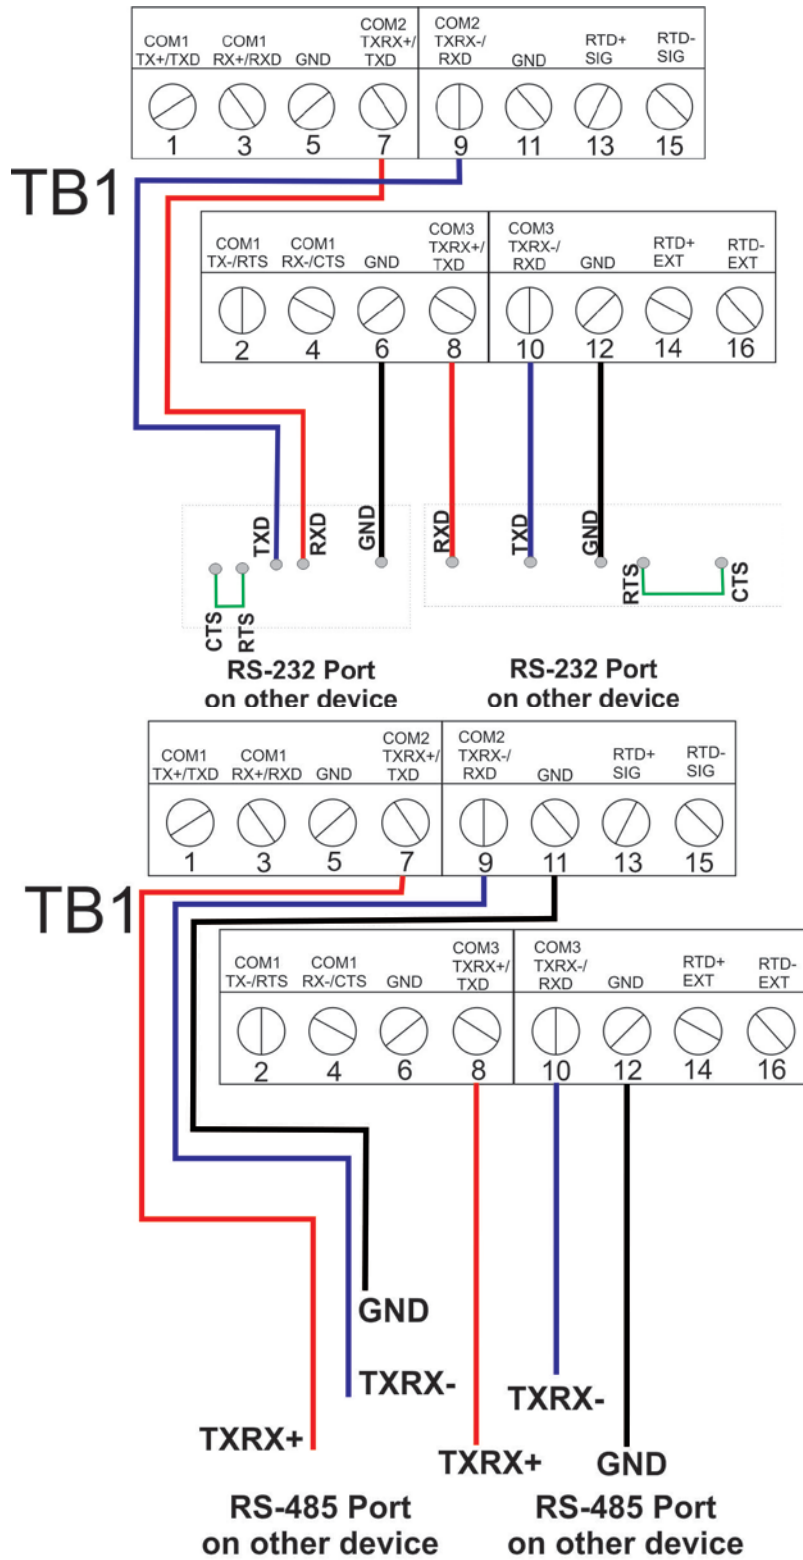 COM1 COM1 COM2 COM2 RTD+ RTD-
TX+/TXD RX+/RXD GND TXRX+/ TXRX-/ GND SIG SIG
TXD RXD
1 3 5 7 9 11 13 15
TB1
COM1 COM1 COM3 COM3 RTD+ RTD-
TX-/RTS RX-/CTS GND TXRX+/ TXRX-/ GND EXT EXT
TXD RXD
2 4 6 8 10 12 14 16
TXD RXD GND RXD TXD GND
CTS RTS RTS CTS
RS-232 Port RS-232 Port
on other device on other device
COM1 COM1 COM2 COM2 RTD+ RTD-
TX+/TXD RX+/RXD GND TXRX+/ TXRX-/ GND SIG SIG
TXD RXD
1 3 5 7 9 11 13 15
TB1
COM1 COM1 COM3 COM3 RTD+ RTD-
TX-/RTS RX-/CTS GND TXRX+/ TXRX-/ GND EXT EXT
TXD RXD
2 4 6 8 10 12 14 16
GND
TXRX- TXRX-
TXRX+ TXRX+ GND
RS-485 Port RS-485 Port
on other device on other device